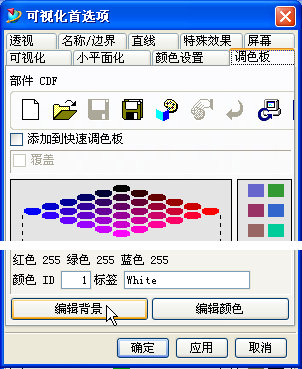 可视化首选项
透视 名称/边界 直线 特殊效果 屏幕
可视化 小平面化 颜色设置 调色板
部件 CDF
添加到快速调色板
覆盖
红色 255 绿色 255 蓝色 255
颜色 ID 1 标签 White
编辑背景 编辑颜色
确定 应用 取消